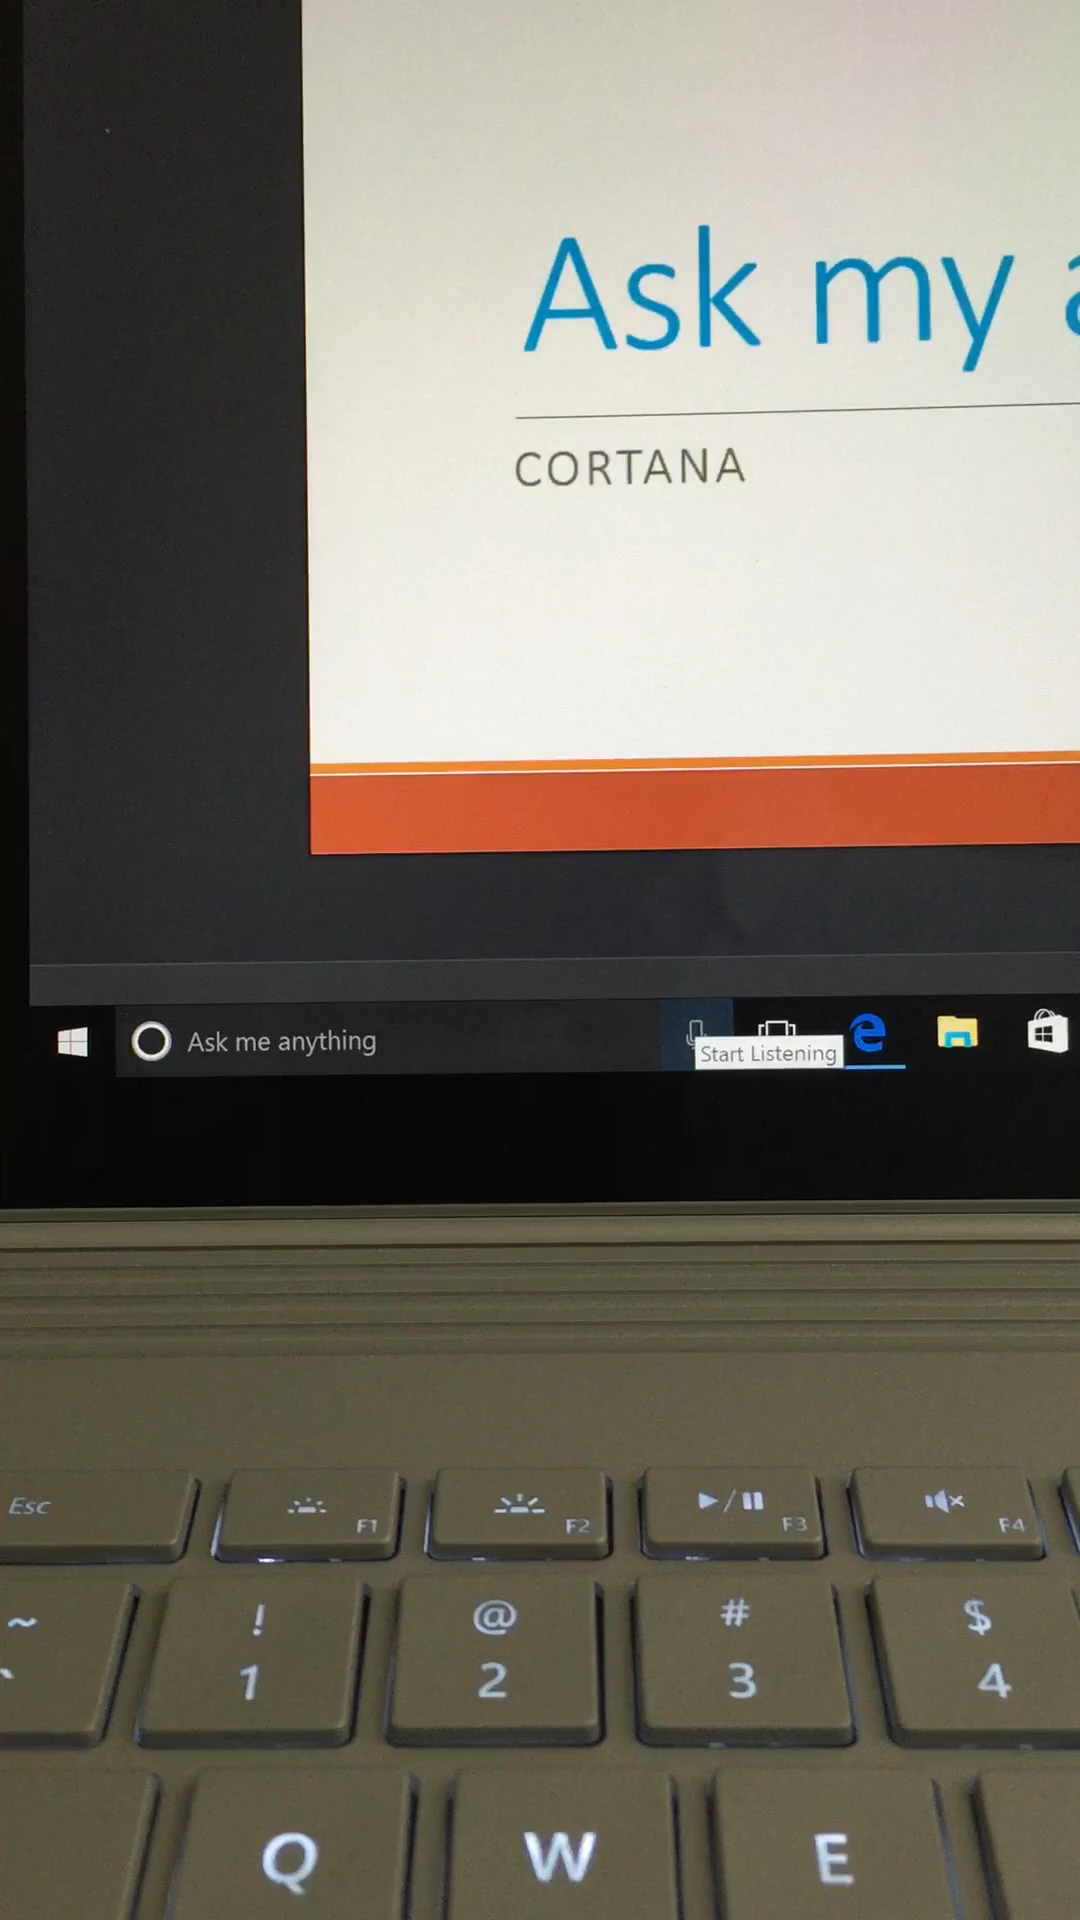 Ask my
CORTANA
Ask me anything
Start Listening
Esc
F1
F2
F3
F4
~
`
!
1
@
2
#
3
$
4
Q
W
E